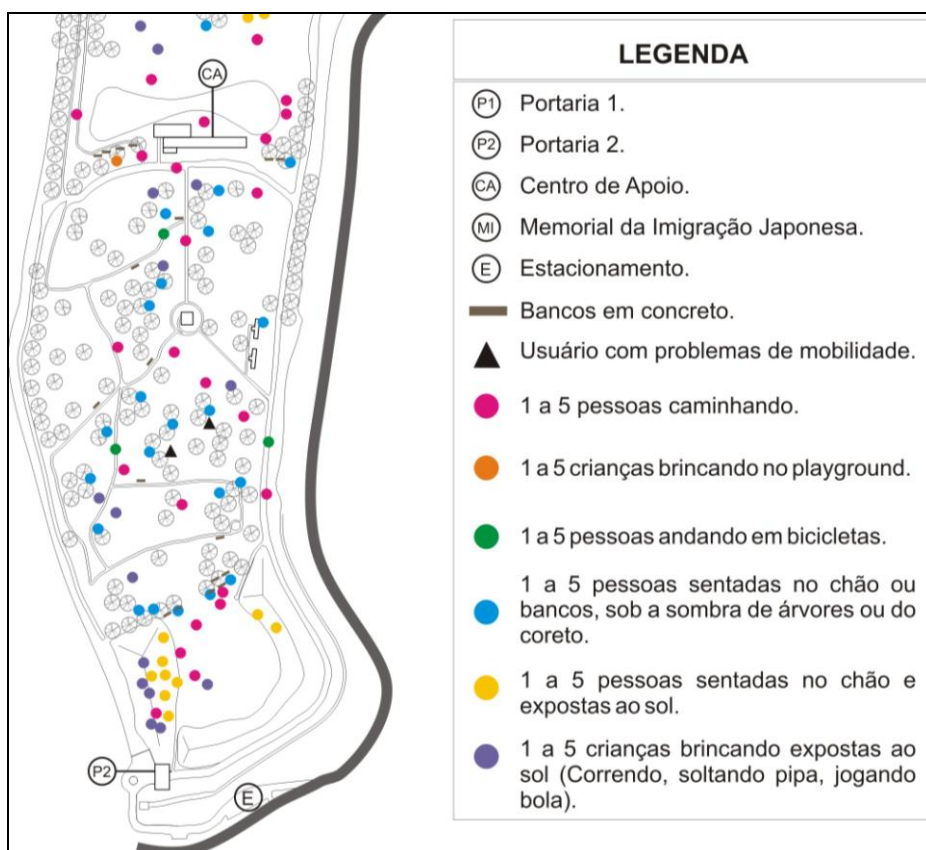 CA
P2
E
LEGENDA
P1 Portaria 1.
P2 Portaria 2.
CA Centro de Apoio.
MI Memorial da Imigração Japonesa.
E Estacionamento.
Bancos em concreto.
Usuário com problemas de mobilidade.
1 a 5 pessoas caminhando.
1 a 5 crianças brincando no playground.
1 a 5 pessoas andando em bicicletas.
1 a 5 pessoas sentadas no chão ou
bancos, sob a sombra de árvores ou do
coreto.
1 a 5 pessoas sentadas no chão e
expostas ao sol.
1 a 5 crianças brincando expostas ao
sol (Correndo, soltando pipa, jogando
bola).